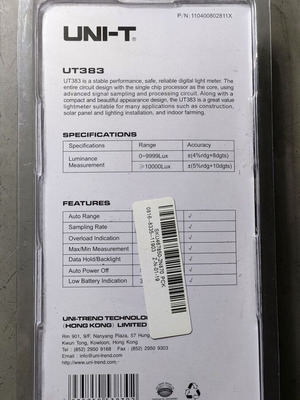 P/N:110400802811X
UNI-T
UT383
UT383 is a stable performance, safe, reliable digital light meter. The
entire circuit design with the single chip processor as the core, using
advanced signal sampling and processing circuit. Along with a
compact and beautiful appearance design, the UT383 is a great value
lightmeter suitable for many applications such as construction,
solar panel and lighting installation, and indoor farming.
SPECIFICATIONS
Specifications Range Accuracy
Luminance 0~9999Lux ±(4%rdg+8dgts)
Measurement ≥10000Lux ±(5%rdg+10dgts)
FEATURES
Auto Range √
Sampling Rate √
Overload Indication √
Max/Min Measurement √
Data Hold/Backlight √
Auto Power Off √
Low Battery Indication √
UNI-TREND TECHNO
(HONG KONG) LIMITED
Rm 901, 9/F, Nanyang Plaza, 57 H
Kwun Tong, Kowloon, Hong Kong
Tel : (852) 2950 9168 Fax : (852) 2950 9303
Email : info@uni-trend.com
http://www.uni-trend.com